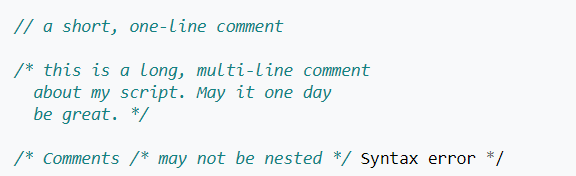 // a short, one-line comment
/* this is a long, multi-line comment
about my script. May it one day
be great. */
/* Comments /* may not be nested */ Syntax error */